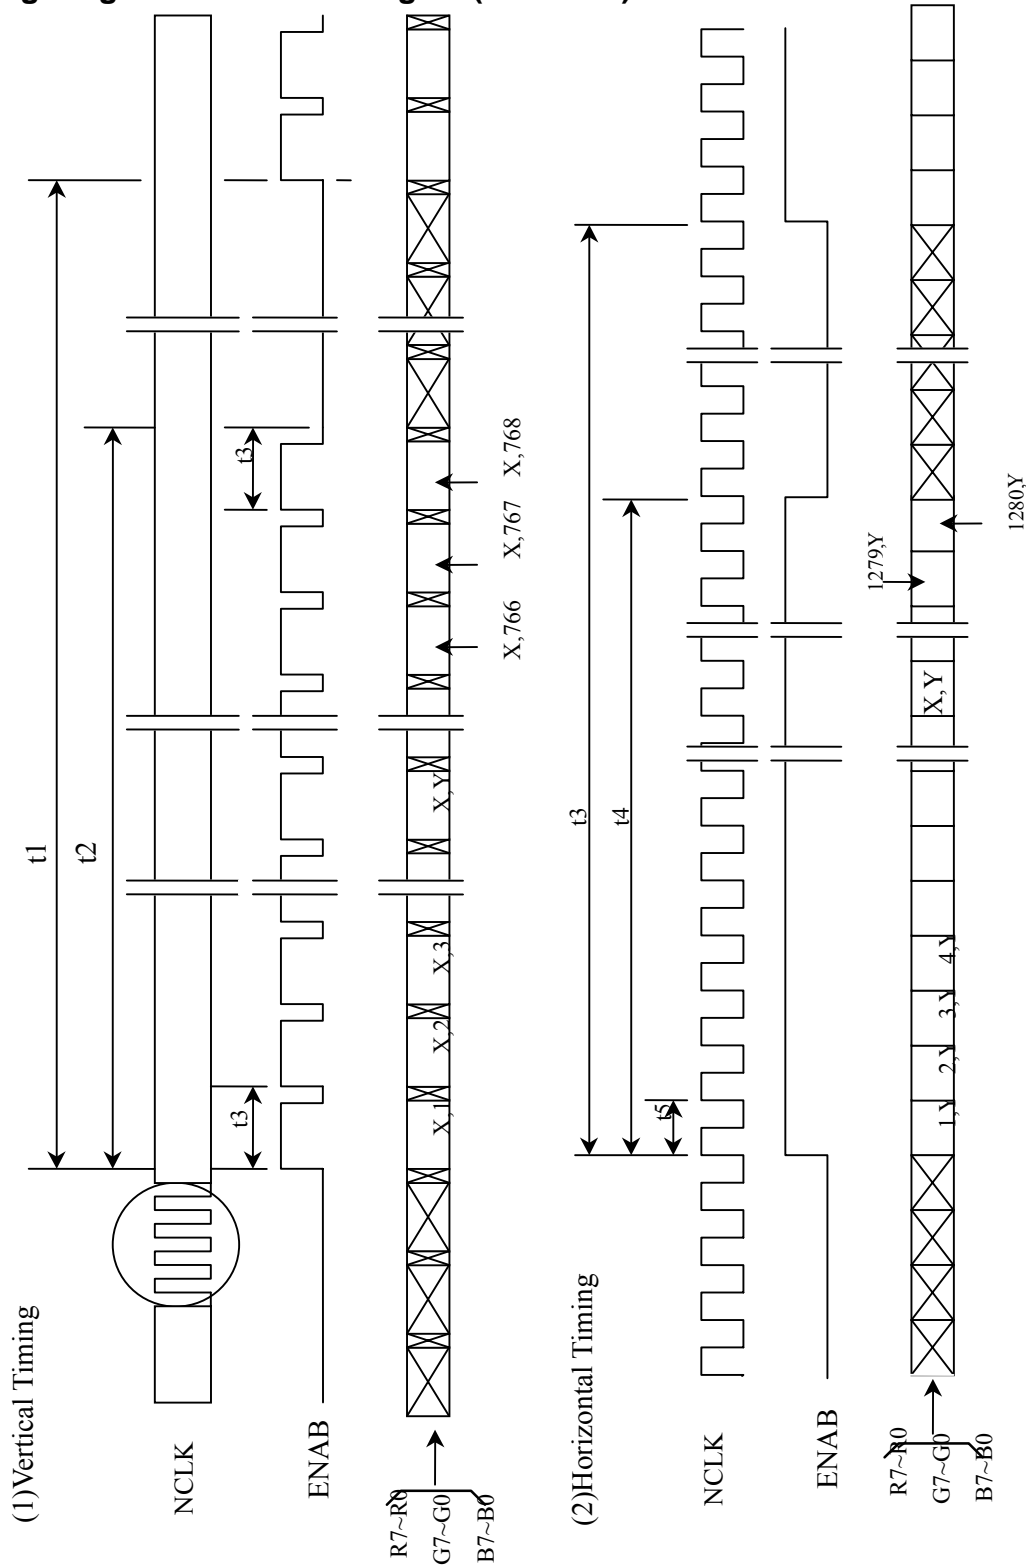 (1)Vertical Timing
t1
t2
NCLK
t3
t3
ENAB
R7~R0
G7~G0
B7~B0
X,1
X,2
X,3
X,Y
X,766
X,767
X,768
(2)Horizontal Timing
t3
t4
t5
NCLK
ENAB
R7~R0
G7~G0
B7~B0
1,Y
2,Y
3,Y
4,Y
X,Y
1279,Y
1280,Y